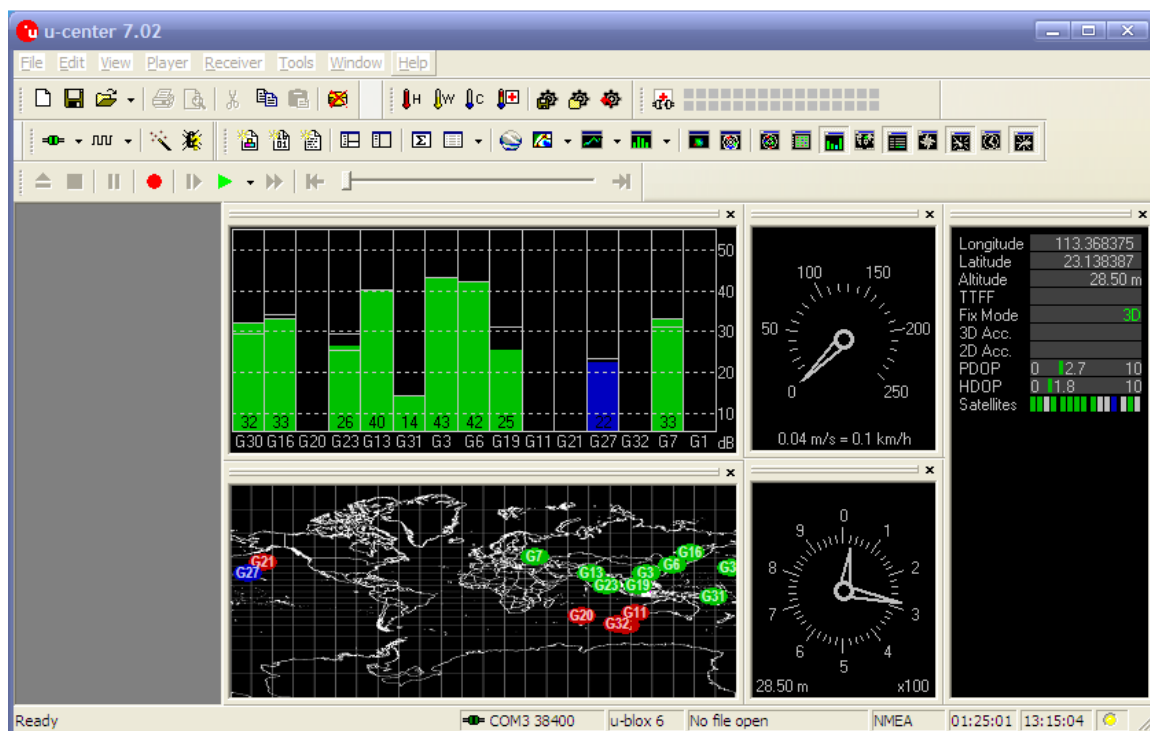 u-center 7.02
File Edit View Player Receiver Tools Window Help
H W C
50
40
30
20
10
32 33 26 40 14 43 42 25 22 33
G30 G16 G20 G23 G13 G31 G3 G6 G19 G11 G21 G27 G32 G7 G1 dB
0 50 100 150 200 250
0.04 m/s = 0.1 km/h
Longitude 113.368375
Latitude 23.138387
Altitude 28.50 m
TTFF
Fix Mode 3D
3D Acc.
2D Acc.
PDOP 0 2.7 10
HDOP 0 1.8 10
Satellites
G21
G27
G7
G16
G6
G3
G13
G3
G23
G19
G31
G20
G11
G32
0 1 2 3 4 5 6 7 8 9
28.50 m x100
Ready COM3 38400 u-blox 6 No file open NMEA 01:25:01 13:15:04